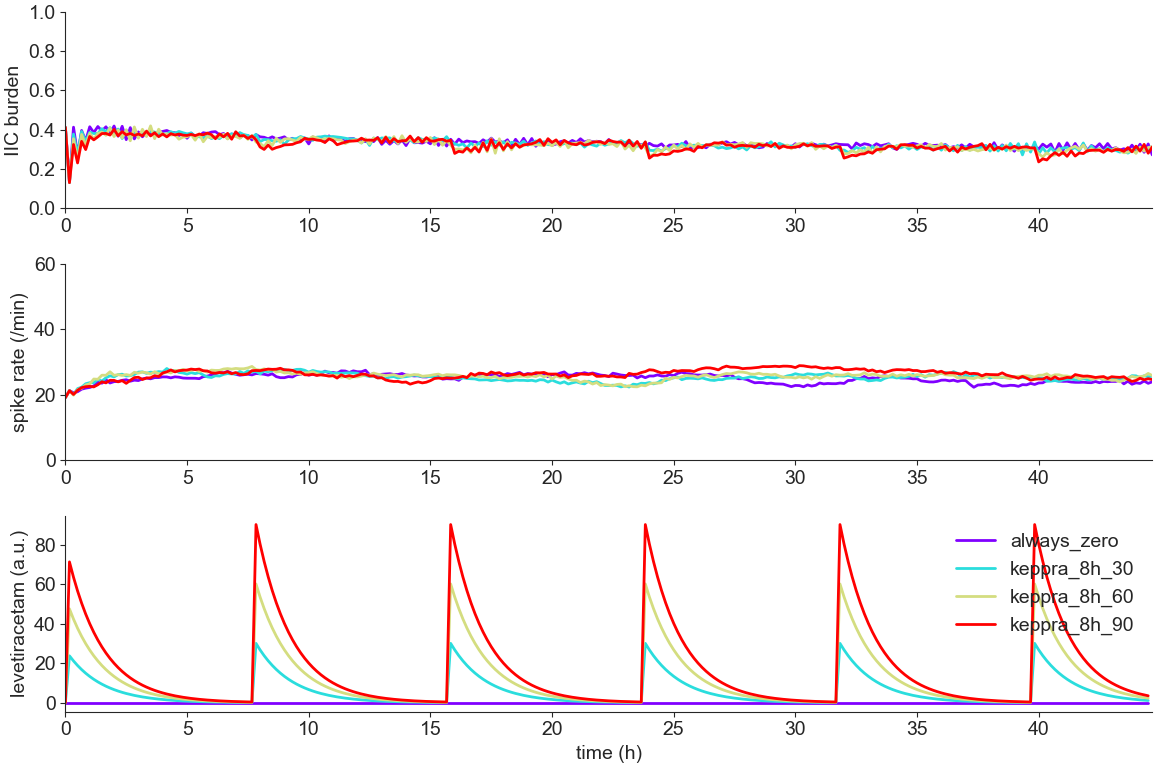 IIC burden
1.0
0.8
0.6
0.4
0.2
0.0
0 5 10 15 20 25 30 35 40
spike rate (/min)
60
40
20
0
0 5 10 15 20 25 30 35 40
levetiracetam (a.u.)
80
60
40
20
0
always_zero
keppra_8h_30
keppra_8h_60
keppra_8h_90
0 5 10 15 20 25 30 35 40
time (h)